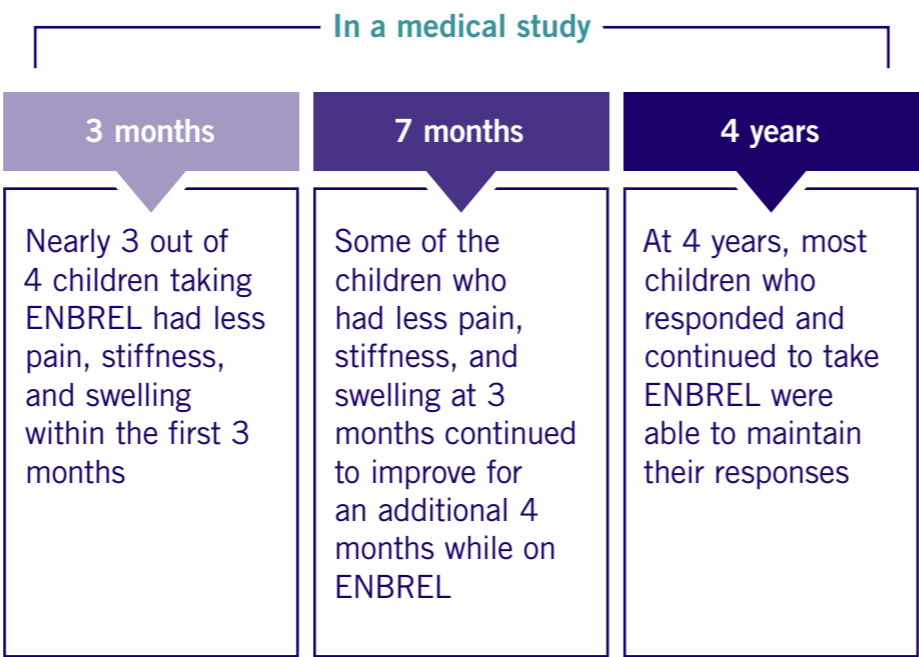 In a medical study
3 months
Nearly 3 out of
4 children taking
ENBREL had less
pain, stiffness,
and swelling
within the first 3
months
7 months
Some of the
children who
had less pain,
stiffness, and
swelling at 3
months continued
to improve for
an additional 4
months while on
ENBREL
4 years
At 4 years, most
children who
responded and
continued to take
ENBREL were
able to maintain
their responses